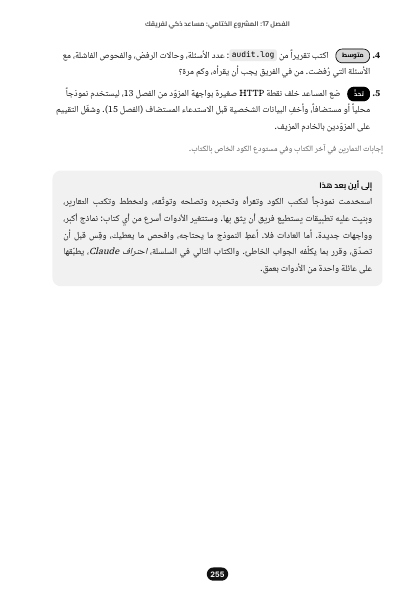 الفصل 17: المشروع الختامي: مساعد ذكي لفريقك
4. متوسط اكتب تقريراً من audit.log: عدد الأسئلة، وحالات الرفض، والفحوص الفاشلة، مع
الأسئلة التي رُفضت. من في الفريق يجب أن يقرأه، وكم مرة؟
5. تحدٍّ ضع المساعد خلف نقطة HTTP صغيرة بواجهة المزوّد من الفصل 13، ليستخدم نموذجاً
محلياً أو مستضافاً، وأخفِ البيانات الشخصية قبل الاستدعاء المستضاف (الفصل 15). وشغّل التقييم
على المزوّدين بالخادم المزيف.
إجابات التمارين في آخر الكتاب وفي مستودع الكود الخاص بالكتاب.
إلى أين بعد هذا
استخدمت نموذجاً لتكتب الكود وتقرأه وتختبره وتصلحه وتوثّقه، ولتخطط وتكتب التقارير،
وبنيت عليه تطبيقات يستطيع فريق أن يثق بها. وستتغير الأدوات أسرع من أي كتاب: نماذج أكبر،
وواجهات جديدة. أما العادات فلا. أعطِ النموذج ما يحتاجه، وافحص ما يعطيك، وقِس قبل أن
تصدّق، وقرر بما يكلّفه الجواب الخاطئ. والكتاب التالي في السلسلة، احتراف Claude، يطبّقها
على عائلة واحدة من الأدوات بعمق.
255